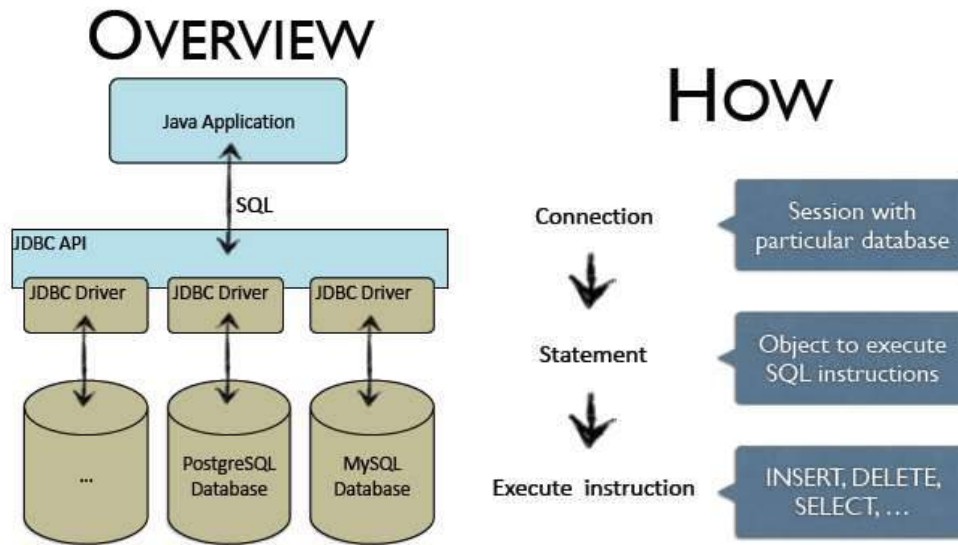 OVERVIEW
Java Application
SQL
JDBC API
JDBC Driver
JDBC Driver
JDBC Driver
...
PostgreSQL
Database
MySQL
Database
HOW
Connection
Session with
particular database
Statement
Object to execute
SQL instructions
Execute instruction
INSERT, DELETE,
SELECT, ...